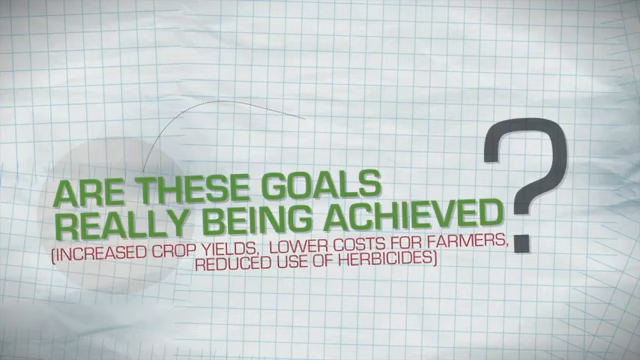 ARE THESE GOALS
REALLY BEING ACHIEVED?
(INCREASED CROP YIELDS, LOWER COSTS FOR FARMERS,
REDUCED USE OF HERBICIDES)